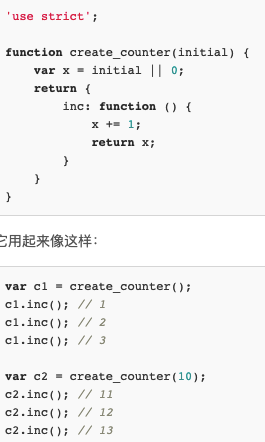 'use strict';
function create_counter(initial) {
var x = initial || 0;
return {
inc: function () {
x += 1;
return x;
}
}
}
它用起来像这样：
var c1 = create_counter();
c1.inc(); // 1
c1.inc(); // 2
c1.inc(); // 3
var c2 = create_counter(10);
c2.inc(); // 11
c2.inc(); // 12
c2.inc(); // 13